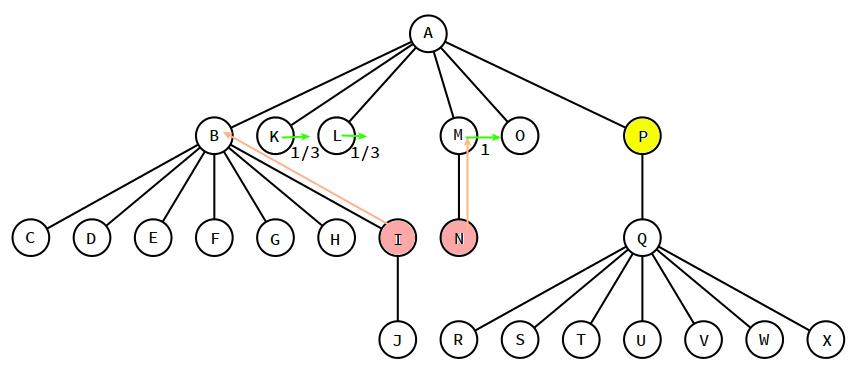 A
B K L M O P
1/3 1/3 1
C D E F G H I N Q
J R S T U V W X